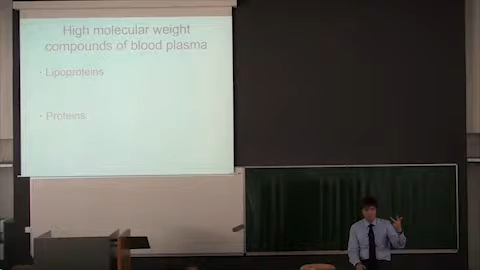 High molecular weight
compounds of blood plasma
· Lipoproteins
· Proteins